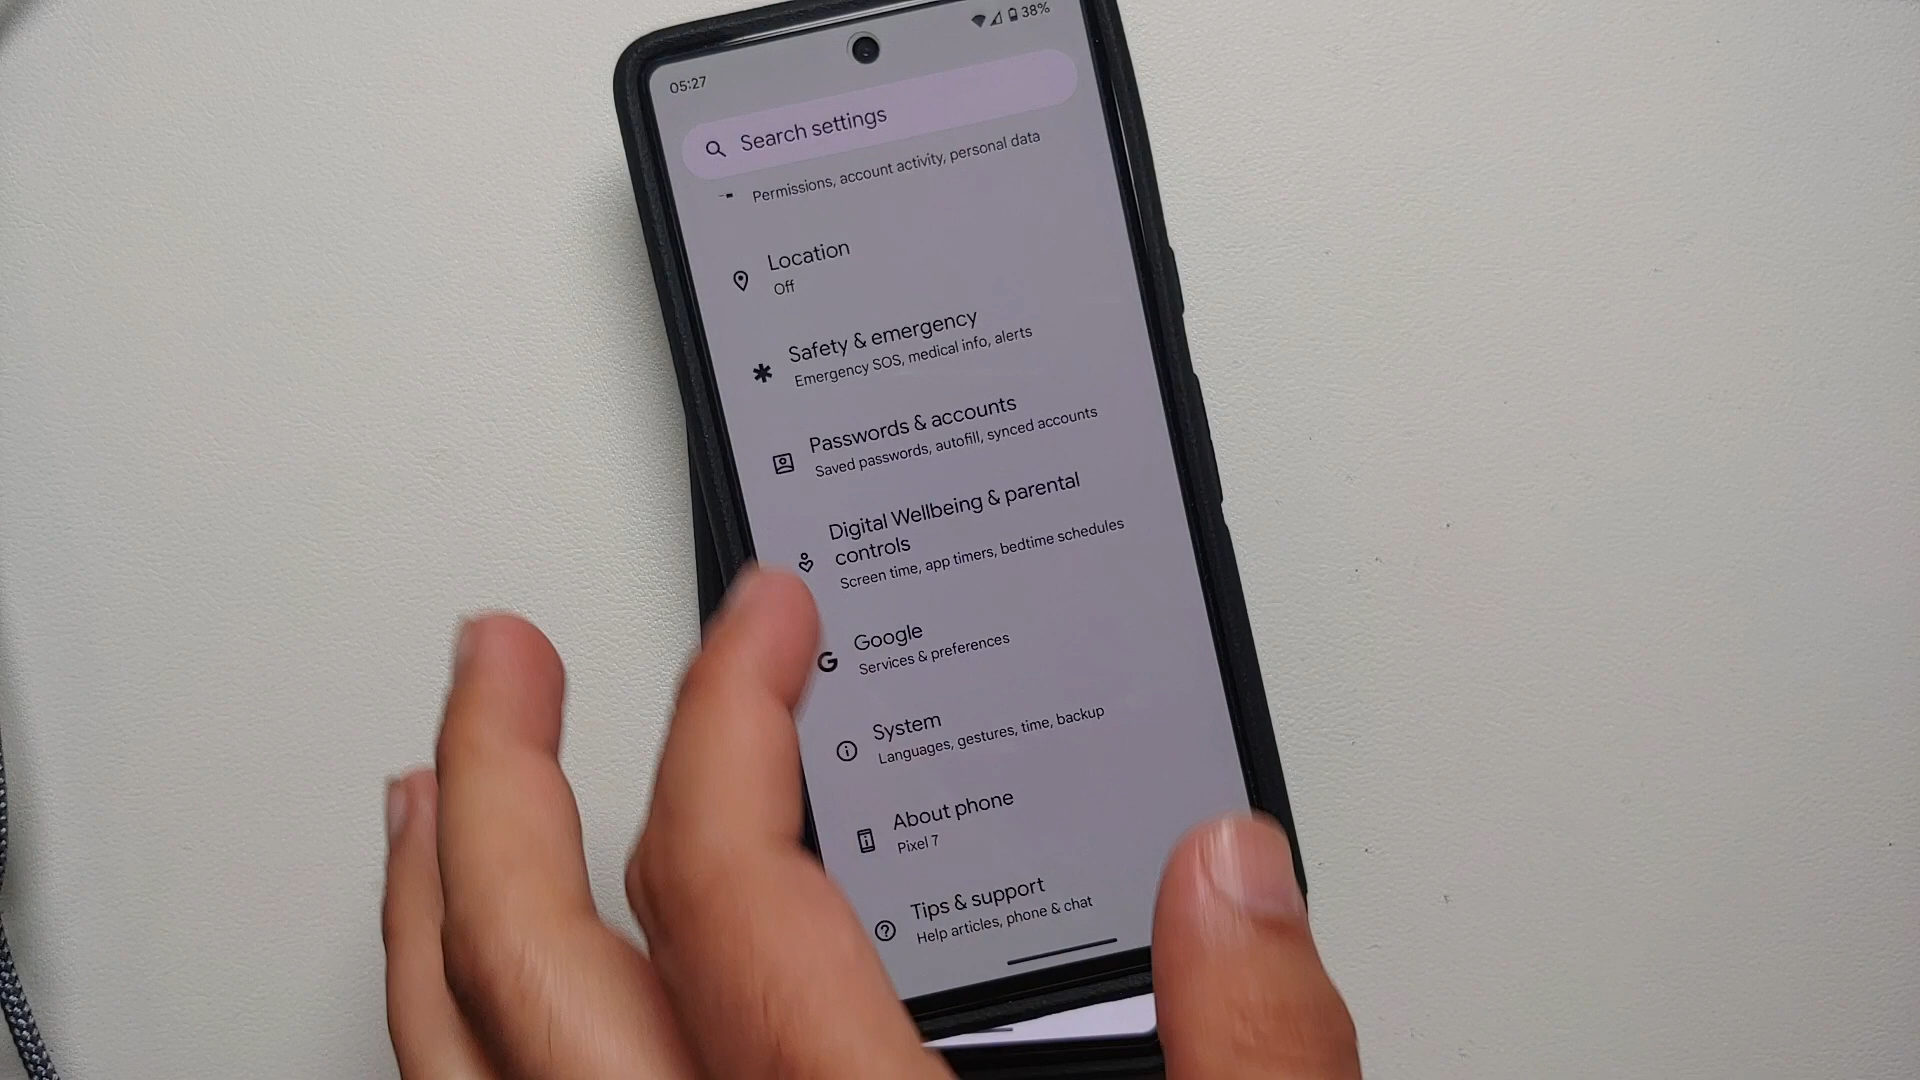 05:27
38%
Search settings
Permissions, account activity, personal data
Location
Off
Safety & emergency
Emergency SOS, medical info, alerts
Passwords & accounts
Saved passwords, autofill, synced accounts
Digital Wellbeing & parental
controls
Screen time, app timers, bedtime schedules
Google
Services & preferences
System
Languages, gestures, time, backup
About phone
Pixel 7
Tips & support
Help articles, phone & chat